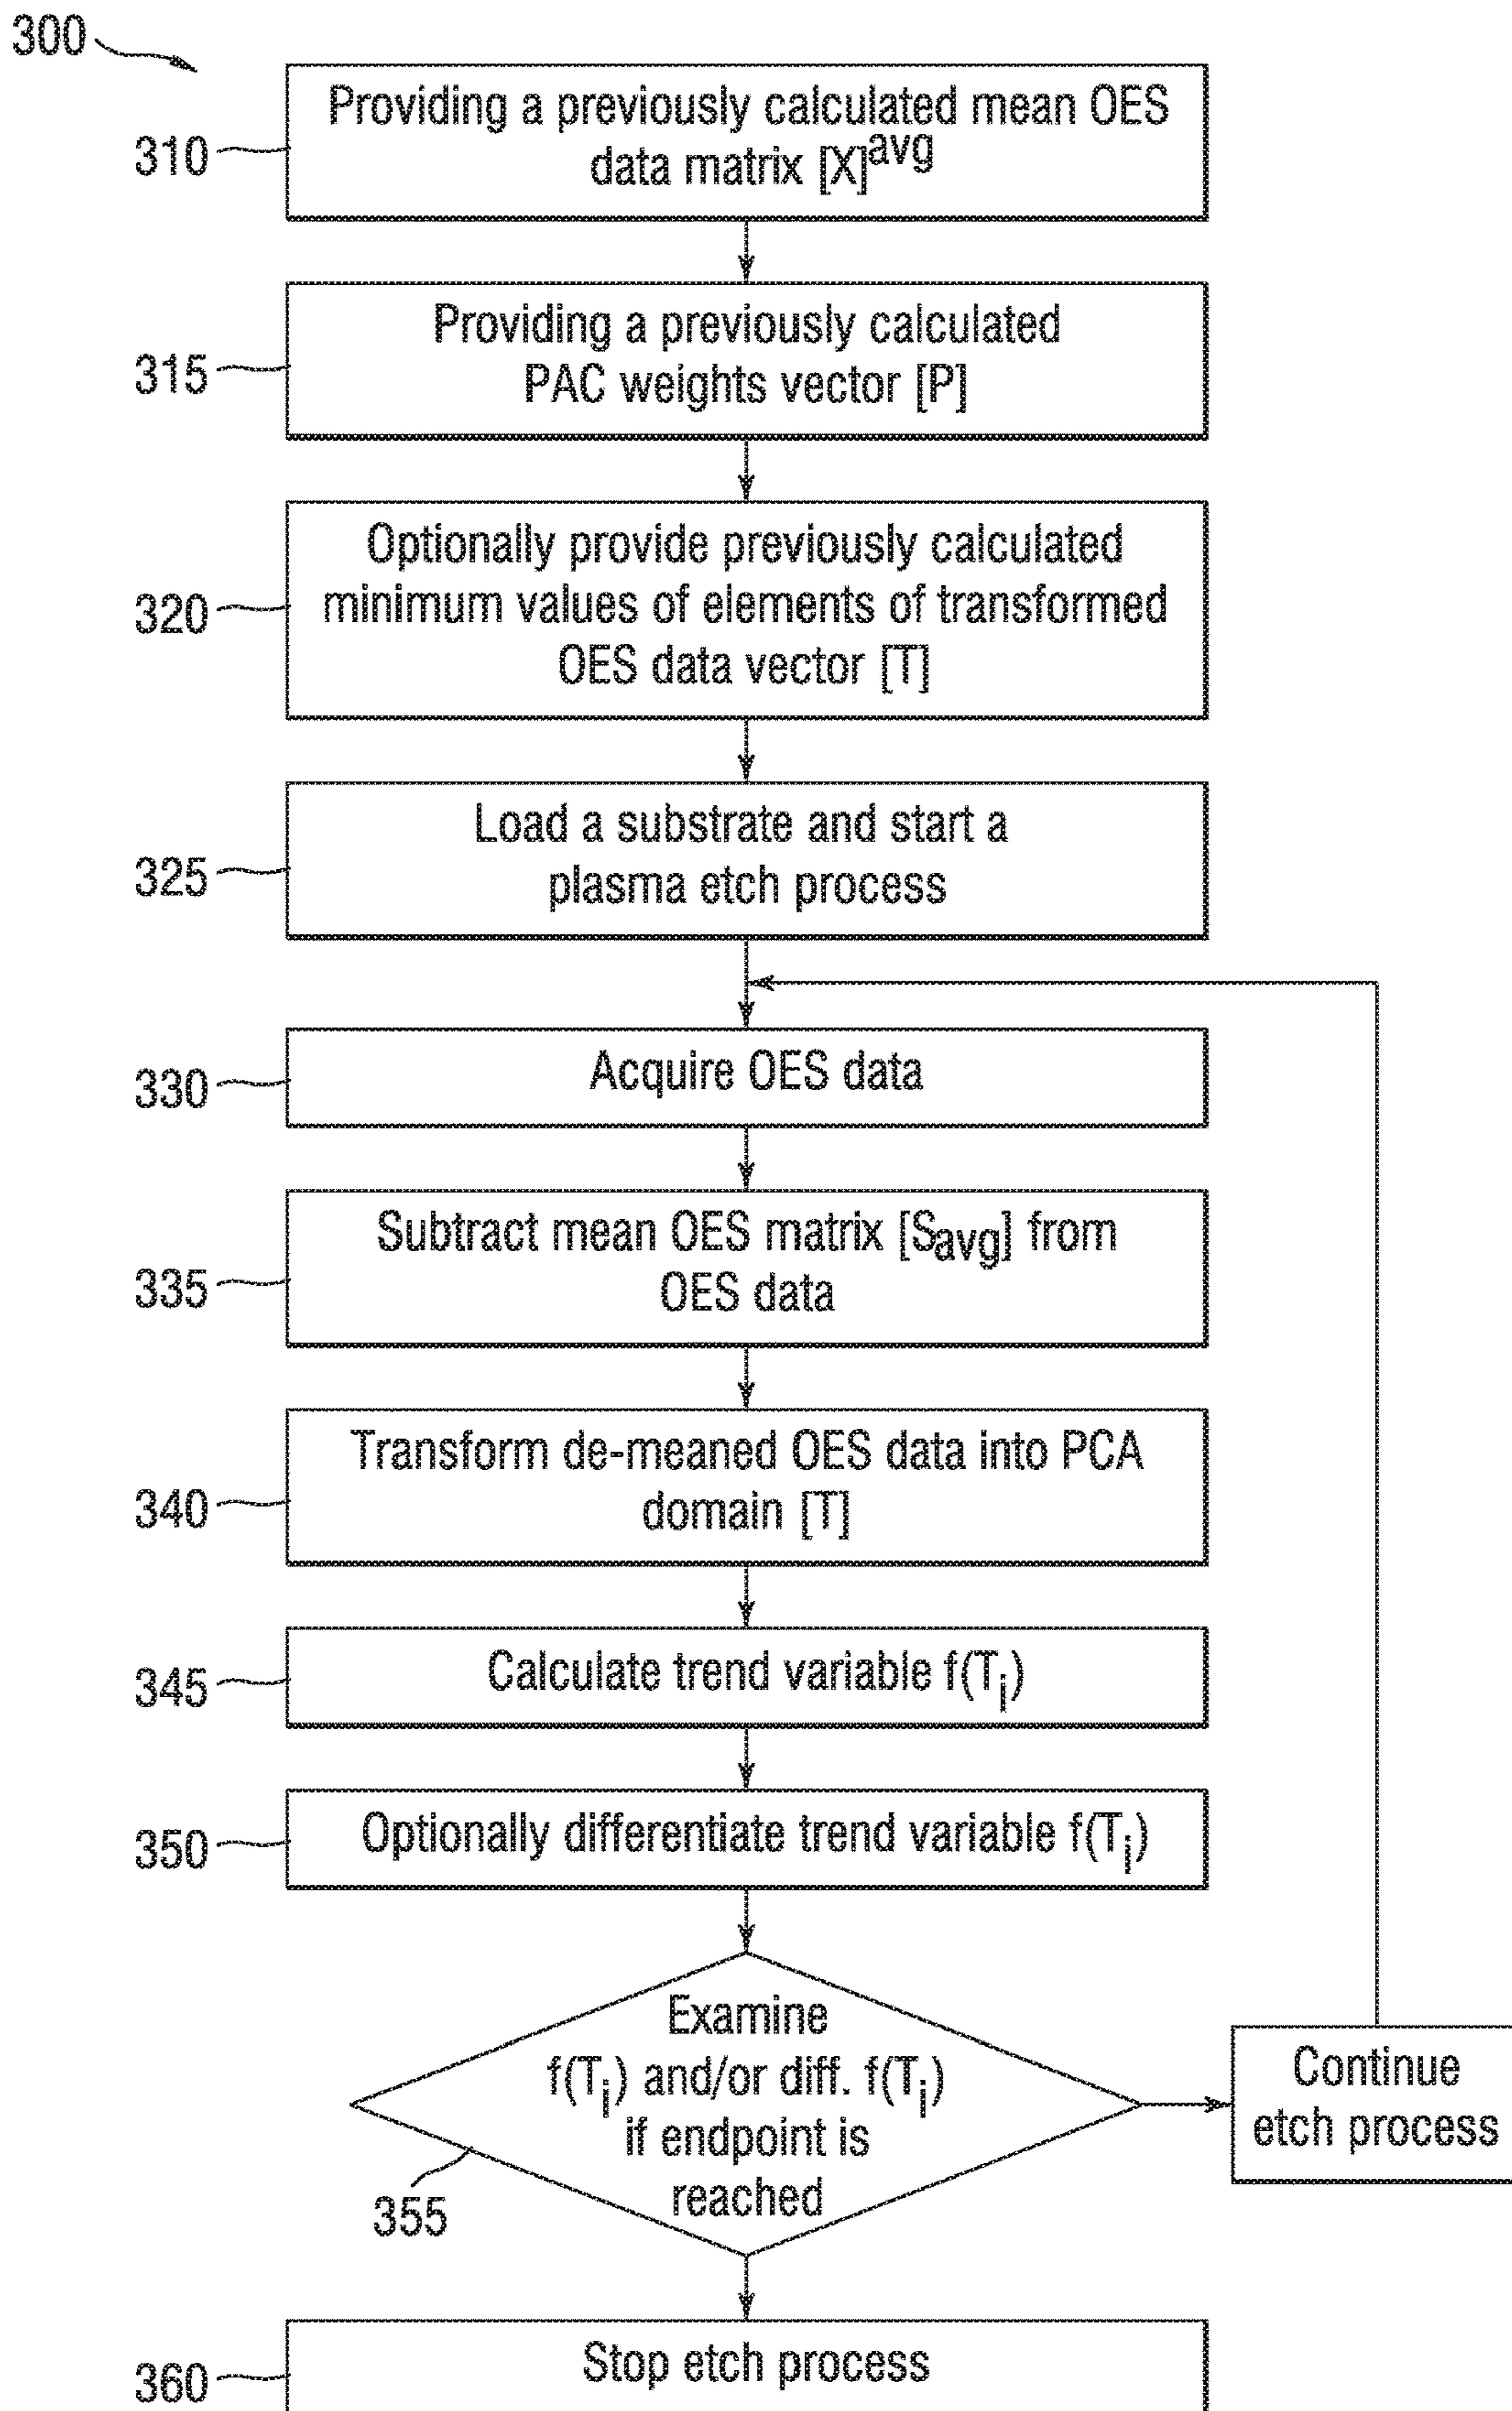 300
310
Providing a previously calculated mean OES
data matrix [X]avg
315
Providing a previously calculated
PAC weights vector [P]
320
Optionally provide previously calculated
minimum values of elements of transformed
OES data vector [T]
325
Load a substrate and start a
plasma etch process
330
Acquire OES data
335
Subtract mean OES matrix [Savg] from
OES data
340
Transform de-meaned OES data into PCA
domain [T]
345
Calculate trend variable f(Ti)
350
Optionally differentiate trend variable f(Ti)
355
Examine
f(Ti) and/or diff. f(Ti)
if endpoint is
reached
Continue
etch process
360
Stop etch process